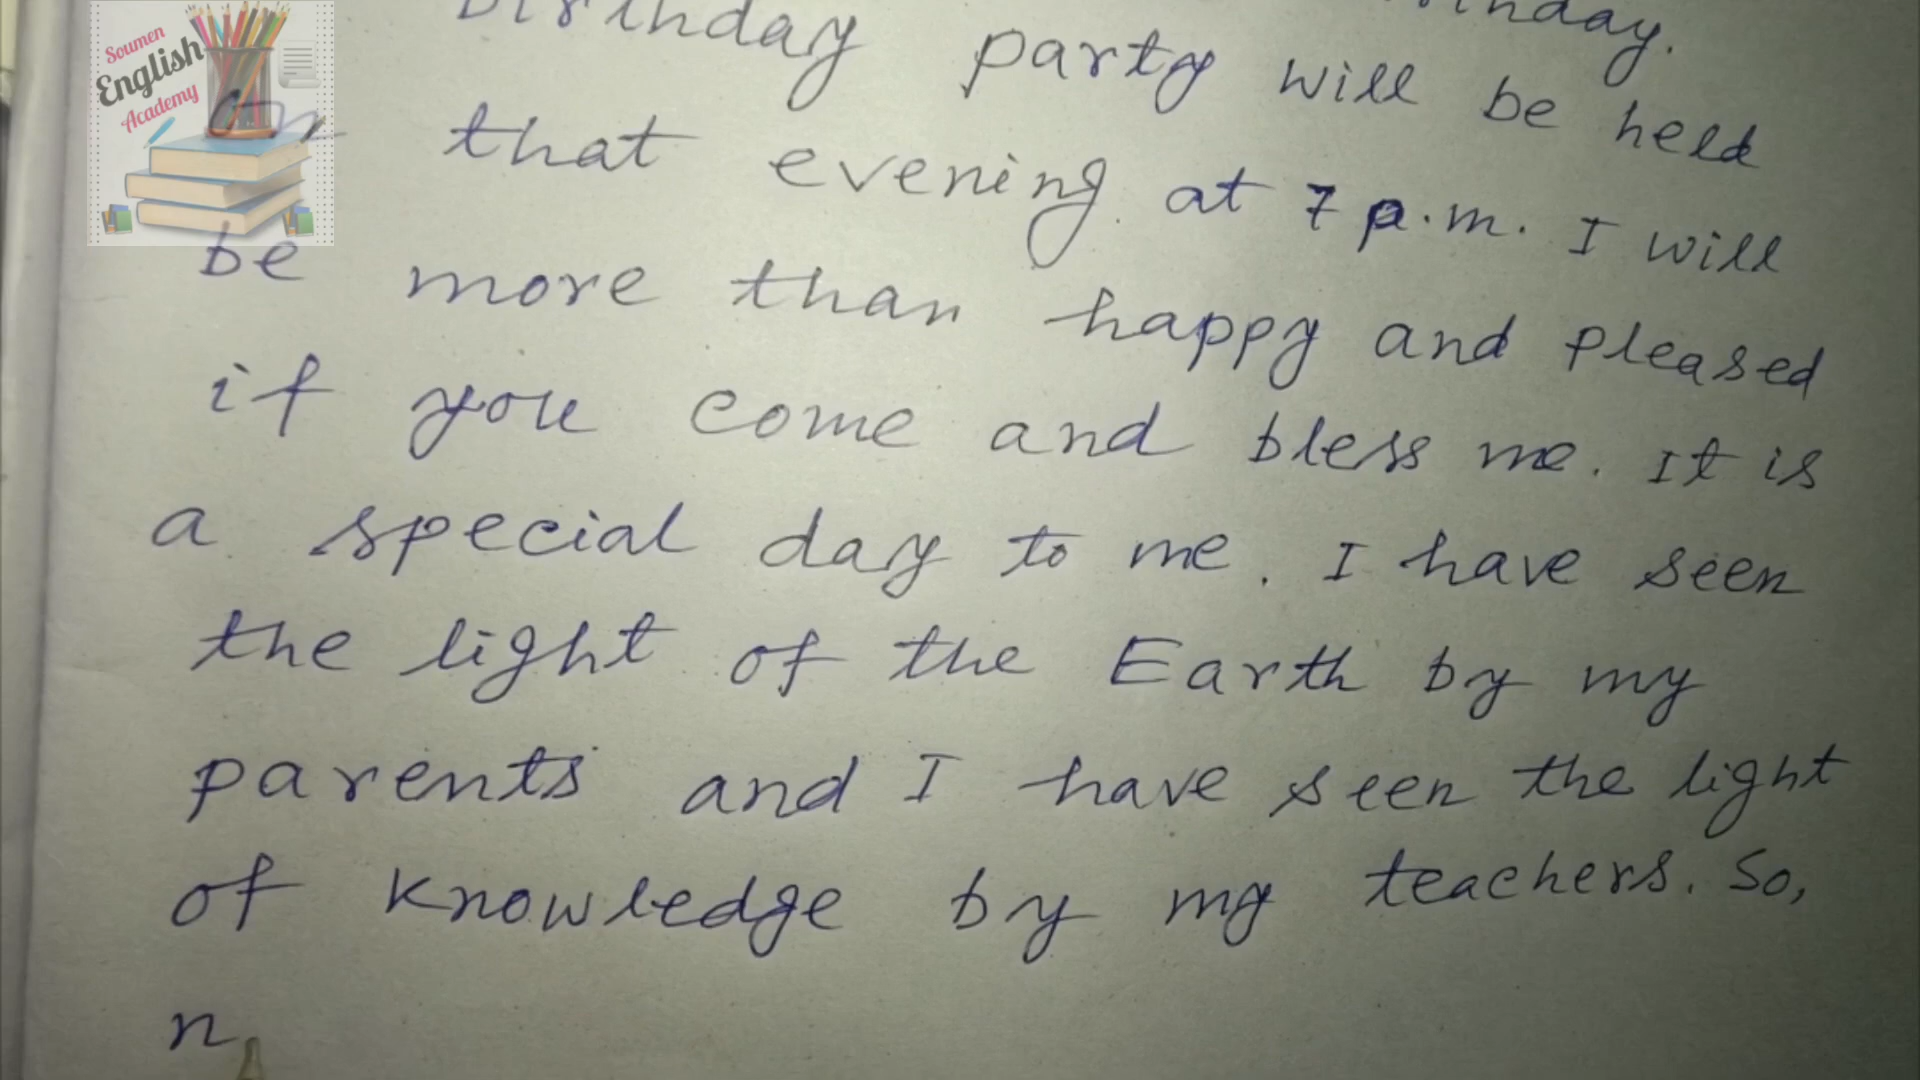 Soumen
English
Academy
birthday.
birthday party will be held
on that evening at 7 p.m. I will
be more than happy and pleased
if you come and bless me. It is
a special day to me. I have seen
the light of the Earth by my
parents and I have seen the light
of knowledge by my teachers. So,
n